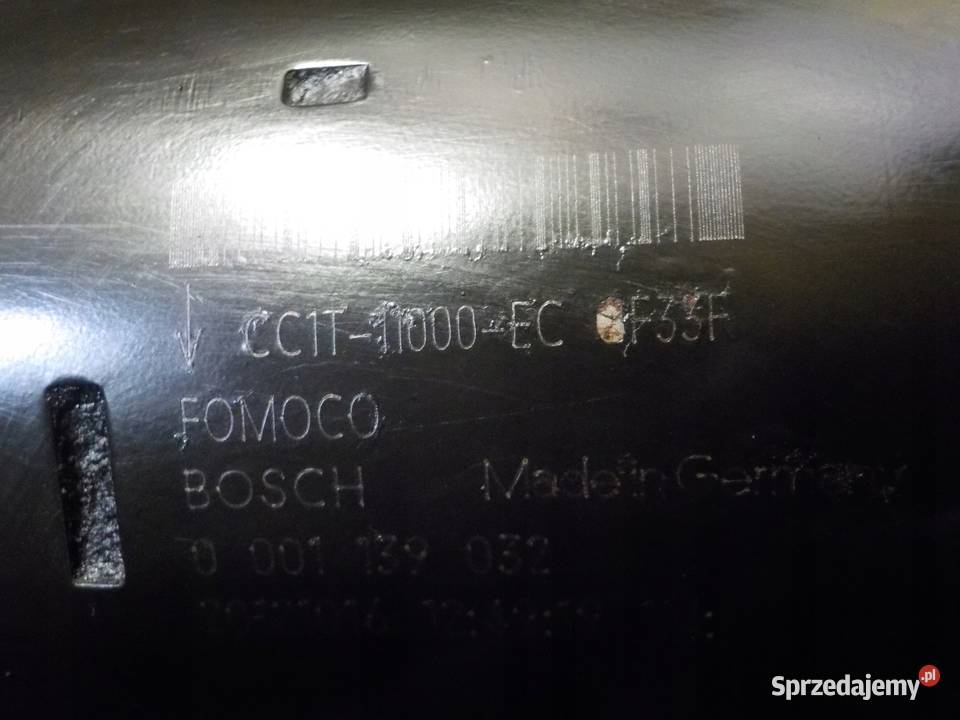 CC1T-11000-EC
FOMOCO
BOSCH Made in Germany
0 001 139 032
Sprzedajemy.pl